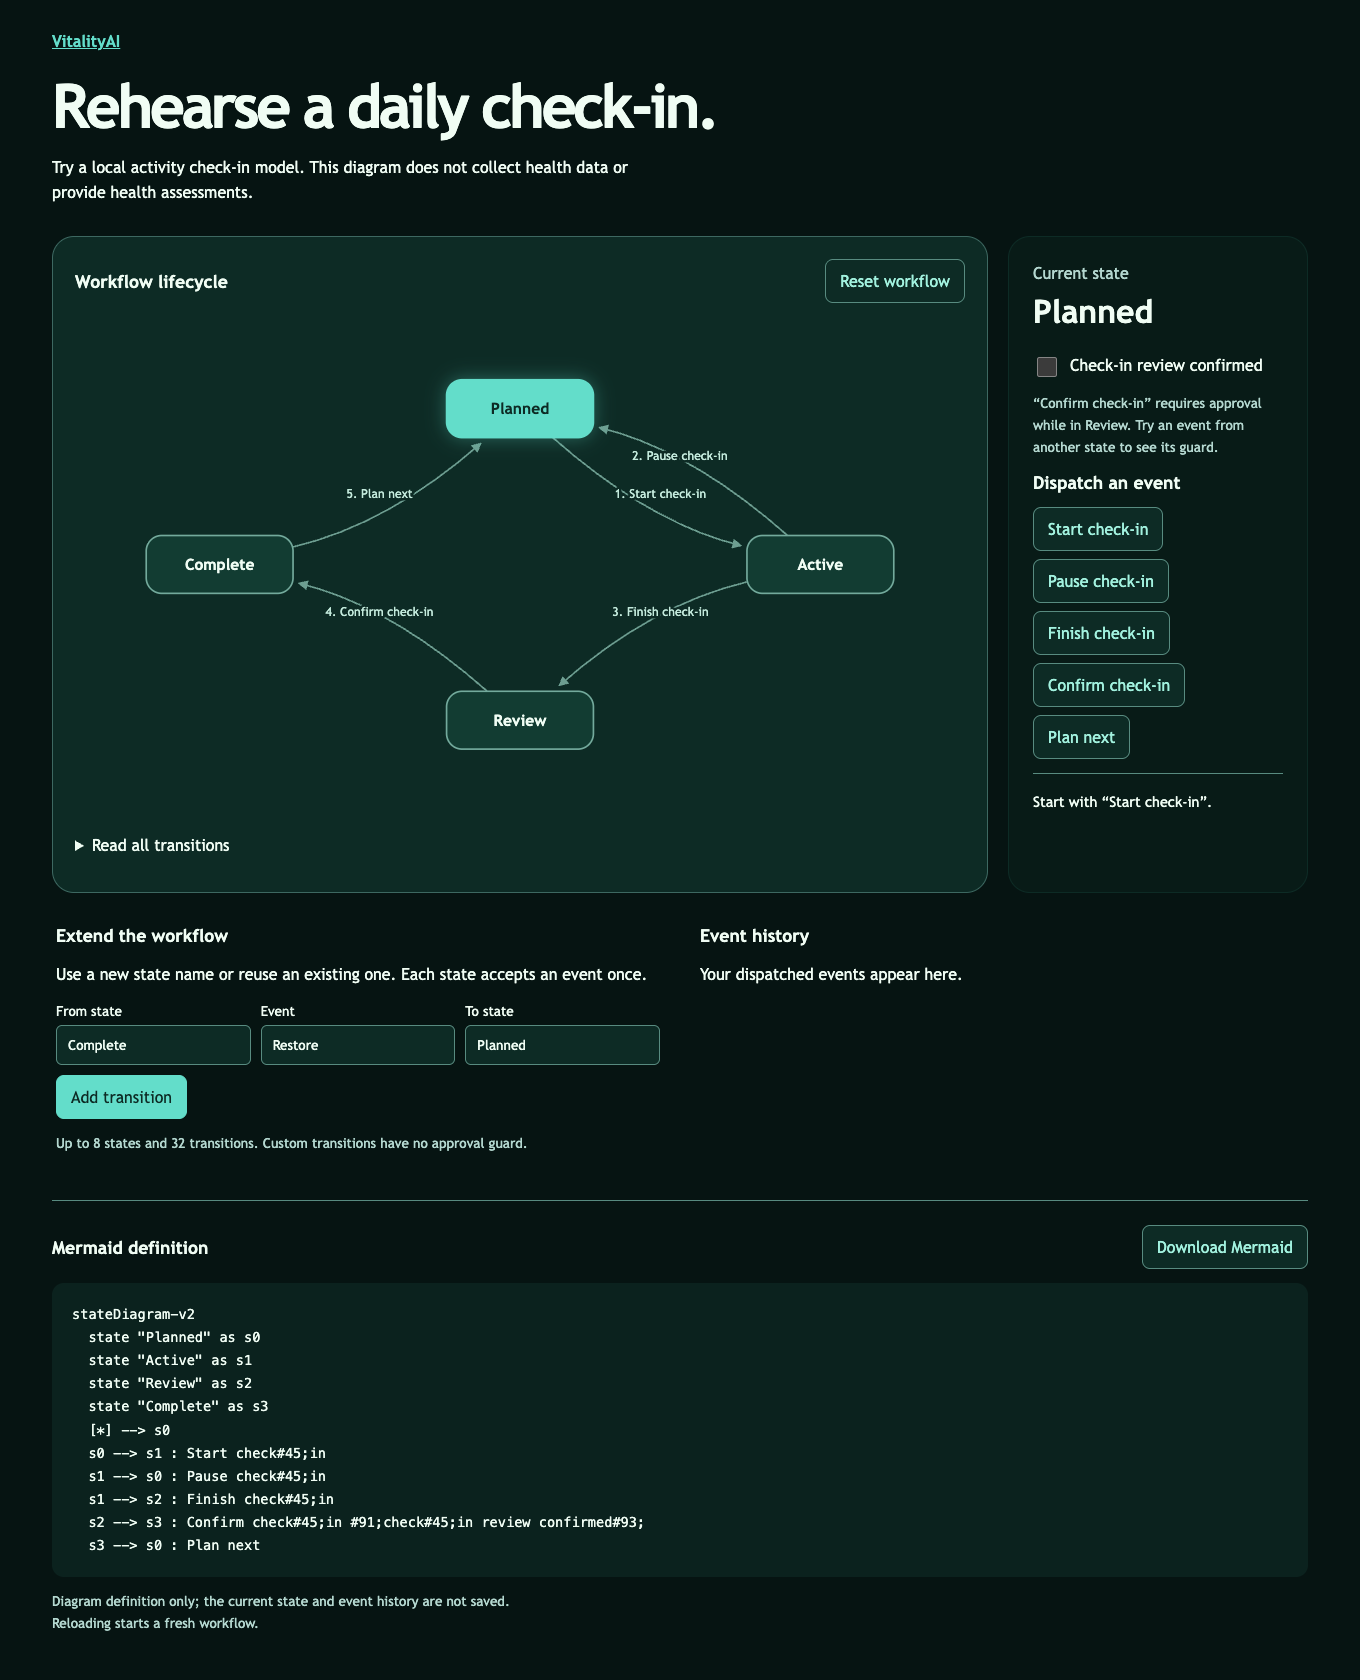 VitalityAI
Rehearse a daily check-in.
Try a local activity check-in model. This diagram does not collect health data or
provide health assessments.
Workflow lifecycle
Reset workflow
Planned
2. Pause check-in
5. Plan next
1. Start check-in
Complete
Active
4. Confirm check-in
3. Finish check-in
Review
Read all transitions
Current state
Planned
Check-in review confirmed
“Confirm check-in” requires approval
while in Review. Try an event from
another state to see its guard.
Dispatch an event
Start check-in
Pause check-in
Finish check-in
Confirm check-in
Plan next
Start with “Start check-in”.
Extend the workflow
Use a new state name or reuse an existing one. Each state accepts an event once.
From state
Event
To state
Complete
Restore
Planned
Add transition
Up to 8 states and 32 transitions. Custom transitions have no approval guard.
Event history
Your dispatched events appear here.
Mermaid definition
Download Mermaid
stateDiagram-v2
state "Planned" as s0
state "Active" as s1
state "Review" as s2
state "Complete" as s3
[*] --> s0
s0 --> s1 : Start check#45;in
s1 --> s0 : Pause check#45;in
s1 --> s2 : Finish check#45;in
s2 --> s3 : Confirm check#45;in #91;check#45;in review confirmed#93;
s3 --> s0 : Plan next
Diagram definition only; the current state and event history are not saved.
Reloading starts a fresh workflow.